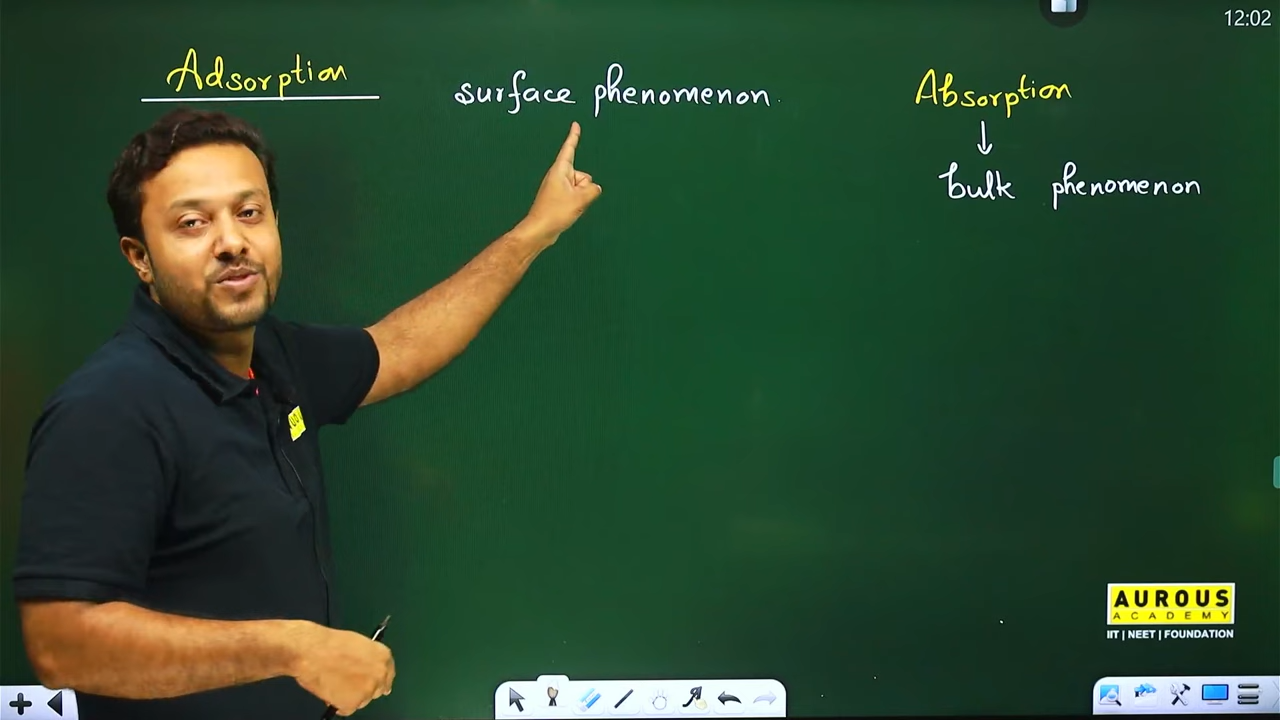 12:02
Adsorption surface phenomenon Absorption
↓
bulk phenomenon
AUROUS
ACADEMY
IIT | NEET | FOUNDATION